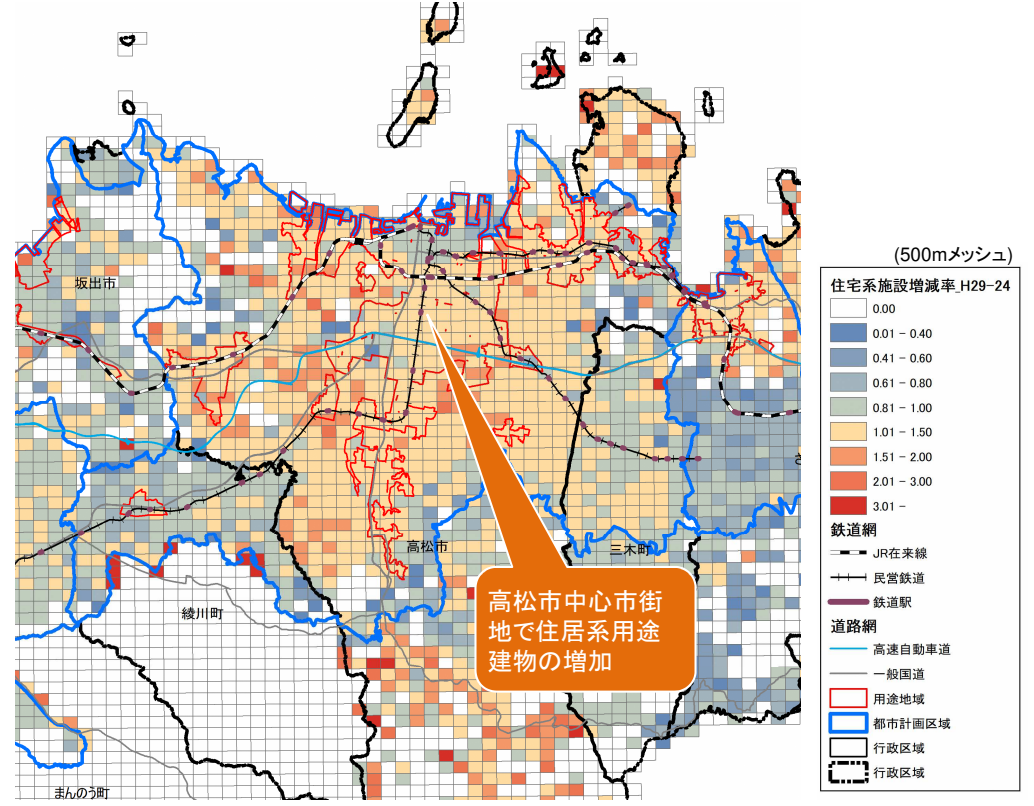 (500mメッシュ)
住宅系施設増減率_H29-24
0.00
0.01 - 0.40
0.41 - 0.60
0.61 - 0.80
0.81 - 1.00
1.01 - 1.50
1.51 - 2.00
2.01 - 3.00
3.01 -
鉄道網
JR在来線
民営鉄道
鉄道駅
道路網
高速自動車道
一般国道
用途地域
都市計画区域
行政区域
行政区域
坂出市
高松市
三木町
綾川町
まんのう町
さ
高松市中心市街
地で住居系用途
建物の増加